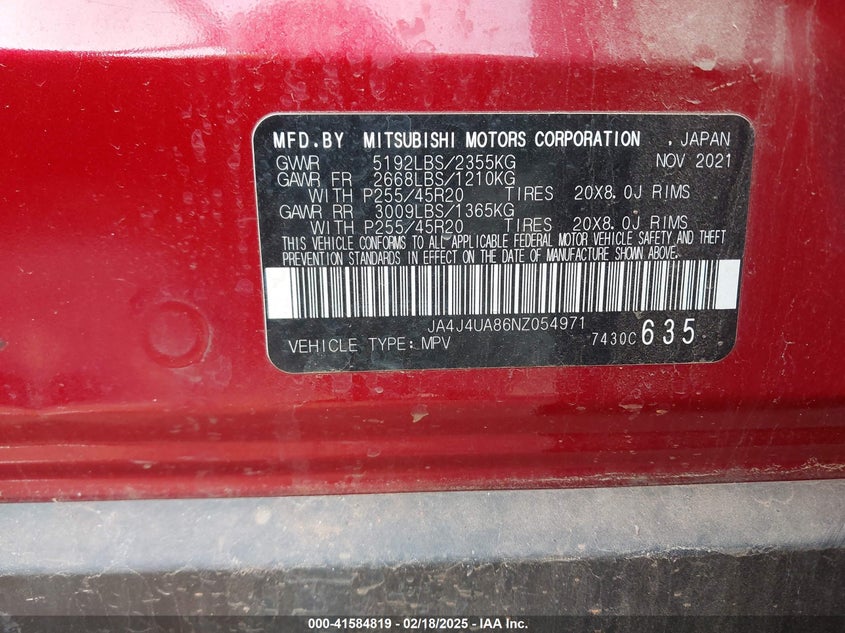 MFD.BY MITSUBISHI MOTORS CORPORATION . JAPAN
GVWR 5192LBS/2355KG NOV 2021
GAWR FR 2668LBS/1210KG
WITH P255/45R20 TIRES 20X8.0J RIMS
GAWR RR 3009LBS/1365KG
WITH P255/45R20 TIRES 20X8.0J RIMS
THIS VEHICLE CONFORMS TO ALL APPLICABLE FEDERAL MOTOR VEHICLE SAFETY AND THEFT
PREVENTION STANDARDS IN EFFECT ON THE DATE OF MANUFACTURE SHOWN ABOVE.
JA4J4UA86NZ054971
VEHICLE TYPE: MPV 7430C 635
000-41584819 / 02/18/2025 - IAA Inc.